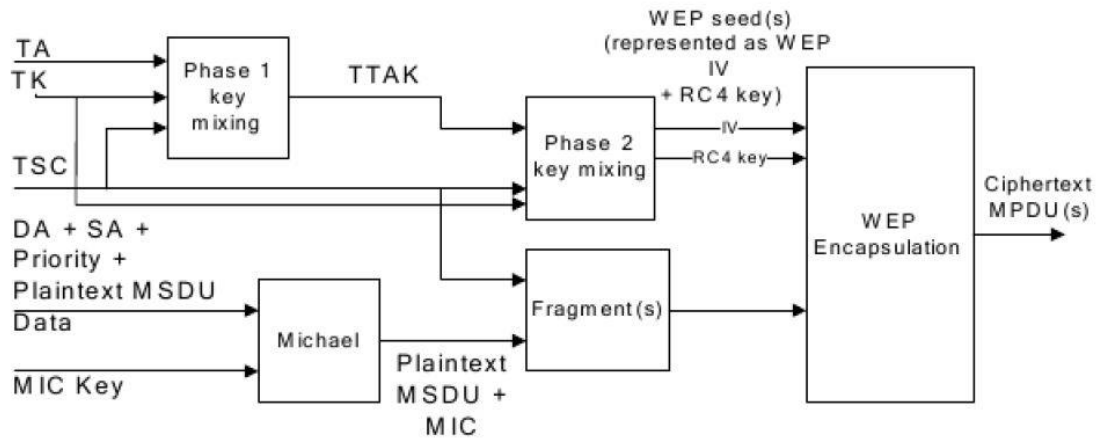 TA
TK
TSC
Phase 1
key
mixing
TTAK
WEP seed(s)
(represented as WEP
IV
+ RC4 key)
Phase 2
key mixing
IV
RC4 key
DA + SA +
Priority +
Plaintext MSDU
Data
MIC Key
Michael
Plaintext
MSDU +
MIC
Fragment(s)
WEP
Encapsulation
Ciphertext
MPDU(s)